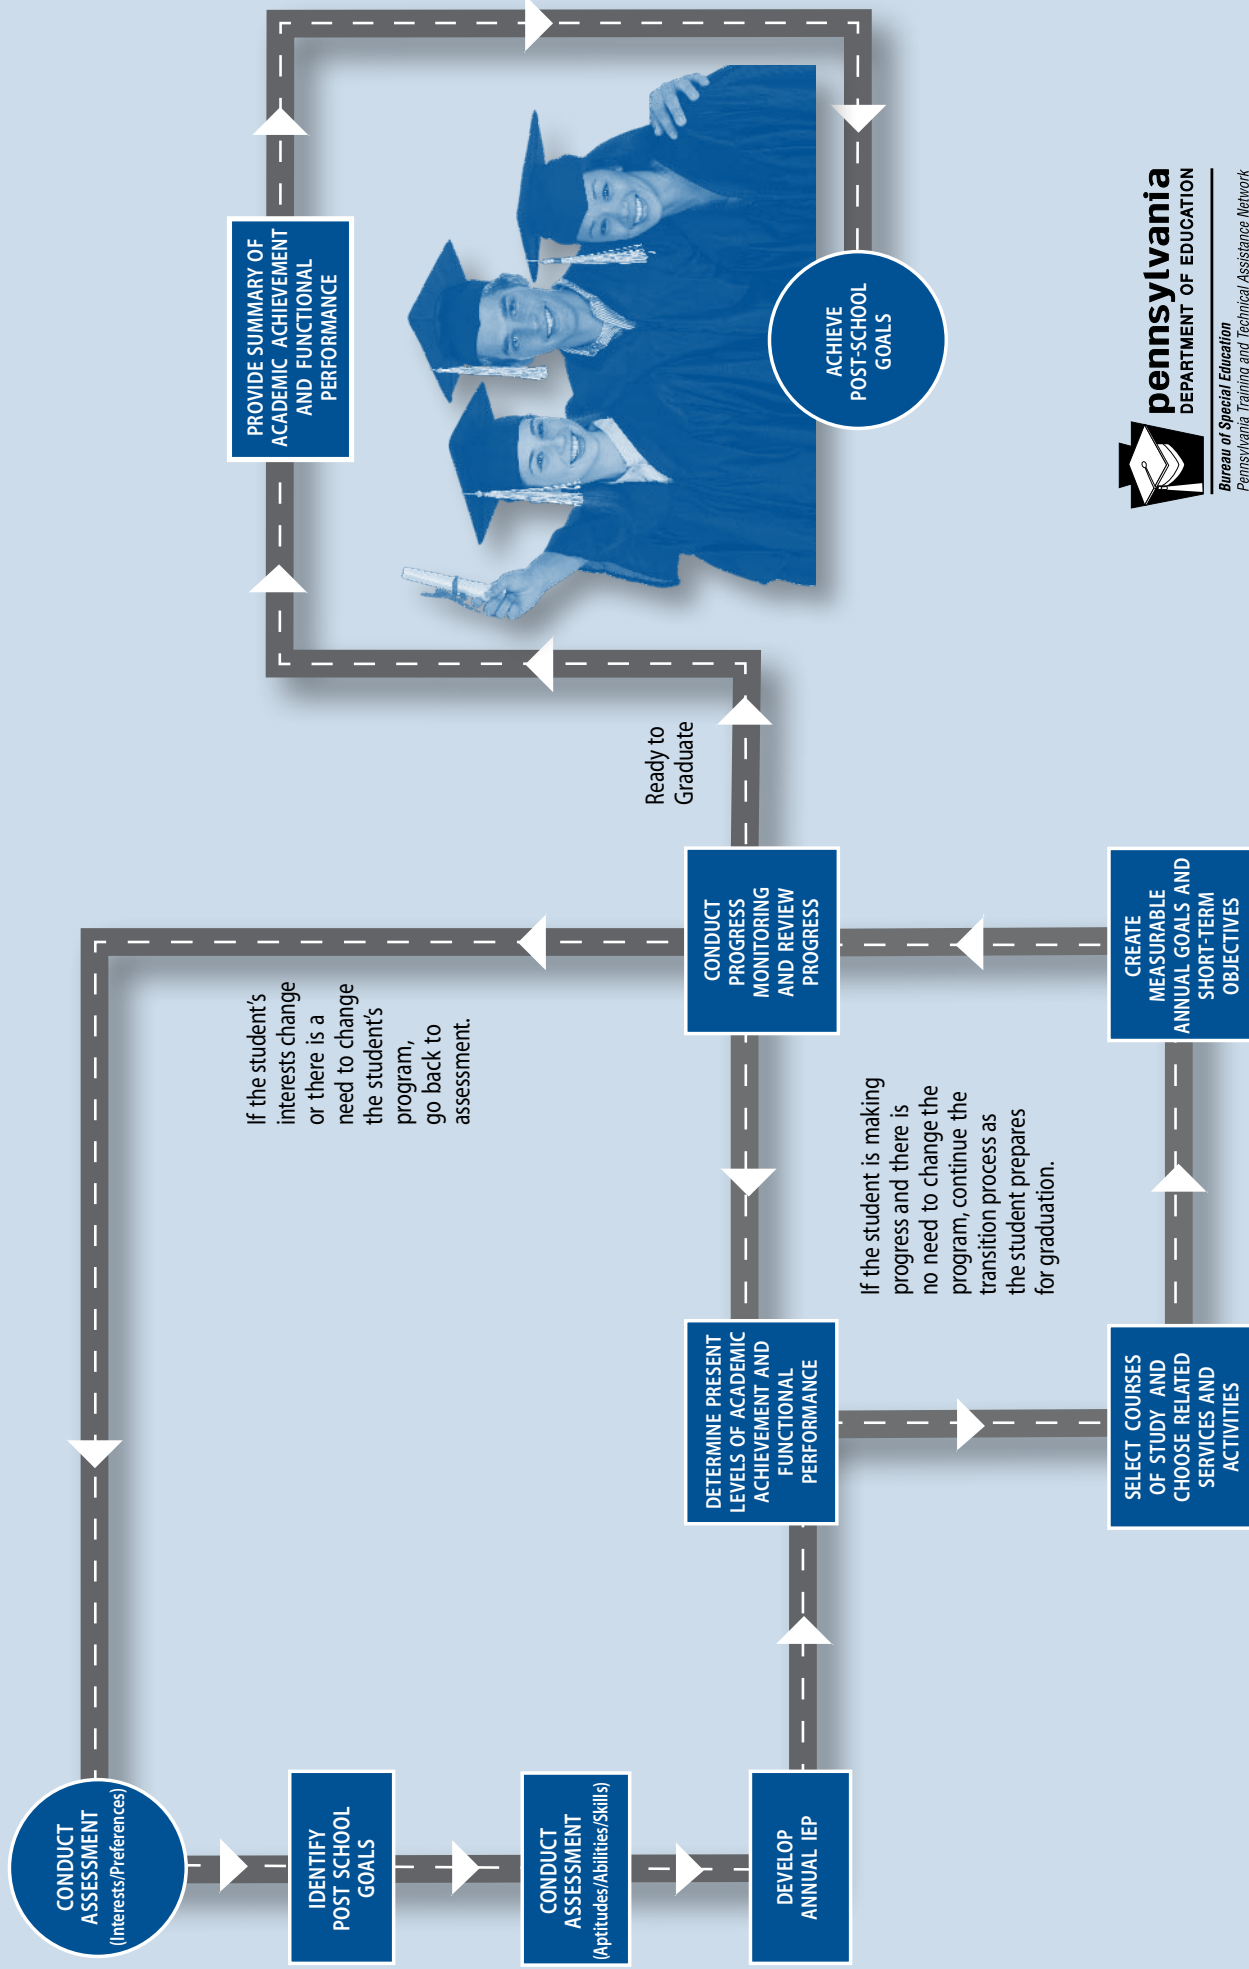 CONDUCT
ASSESSMENT
(Interests/Preferences)
IDENTIFY
POST SCHOOL
GOALS
CONDUCT
ASSESSMENT
(Aptitudes/Abilities/Skills)
DEVELOP
ANNUAL IEP
DETERMINE PRESENT
LEVELS OF ACADEMIC
ACHIEVEMENT AND
FUNCTIONAL
PERFORMANCE
SELECT COURSES
OF STUDY AND
CHOOSE RELATED
SERVICES AND
ACTIVITIES
CREATE
MEASURABLE
ANNUAL GOALS AND
SHORT-TERM
OBJECTIVES
CONDUCT
PROGRESS
MONITORING
AND REVIEW
PROGRESS
If the student is making
progress and there is
no need to change the
program, continue the
transition process as
the student prepares
for graduation.
If the student's
interests change
or there is a
need to change
the student's
program,
go back to
assessment.
Ready to
Graduate
PROVIDE SUMMARY OF
ACADEMIC ACHIEVEMENT
AND FUNCTIONAL
PERFORMANCE
ACHIEVE
POST-SCHOOL
GOALS
pennsylvania
DEPARTMENT OF EDUCATION
Bureau of Special Education
Pennsylvania Training and Technical Assistance Network